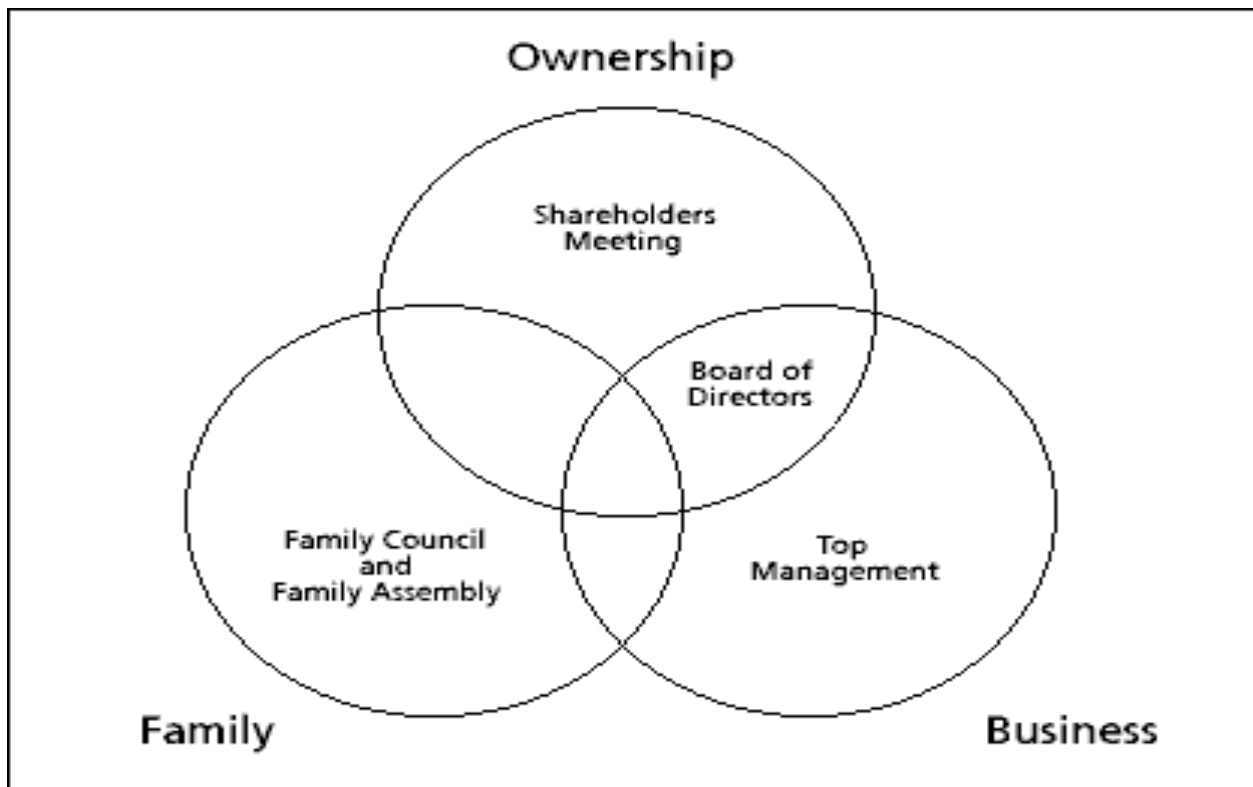 Ownership
Shareholders
Meeting
Board of
Directors
Family Council
and
Family Assembly
Top
Management
Family
Business